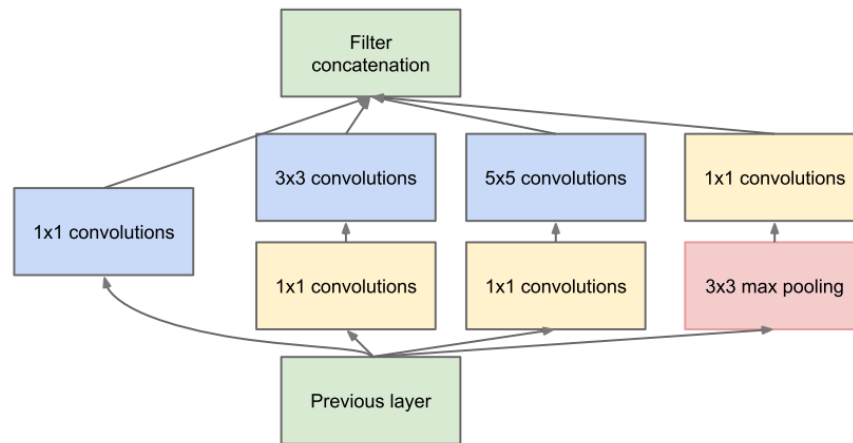 Filter
concatenation
3x3 convolutions
5x5 convolutions
1x1 convolutions
1x1 convolutions
1x1 convolutions
1x1 convolutions
3x3 max pooling
Previous layer